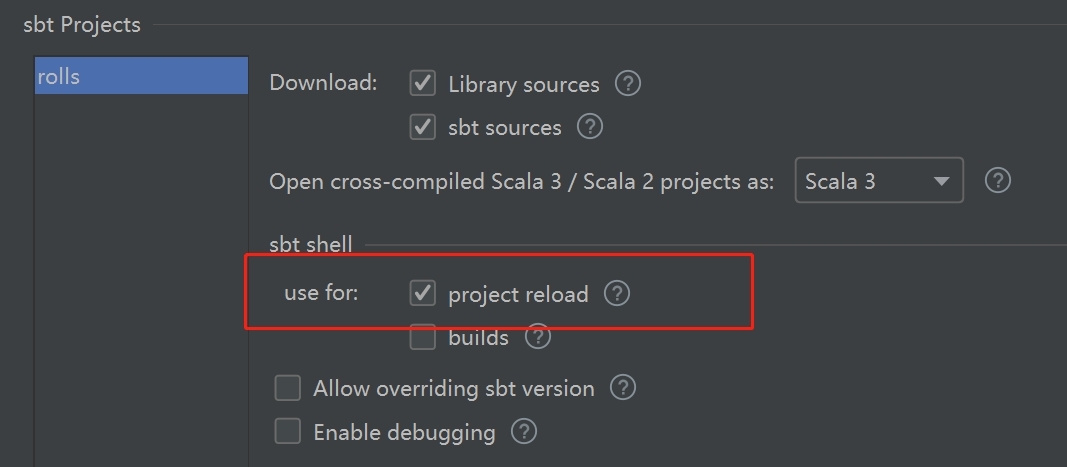 sbt Projects
rolls
Download: Library sources ?
sbt sources ?
Open cross-compiled Scala 3 / Scala 2 projects as: Scala 3 ?
sbt shell
use for: project reload ?
builds ?
Allow overriding sbt version ?
Enable debugging ?